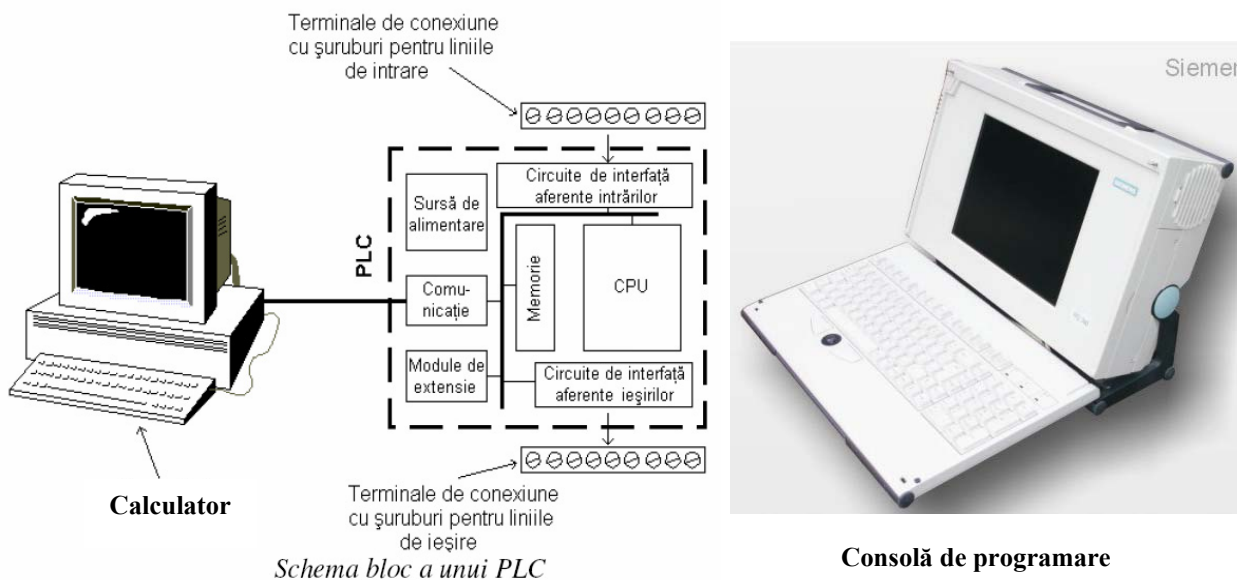 Terminale de conexiune
cu şuruburi pentru liniile
de intrare
Circuite de interfaţă
aferente intrărilor
Sursă de
alimentare
PLC
Comu-
nicaţie
Memorie
CPU
Module de
extensie
Circuite de interfaţă
aferente ieşirilor
Calculator
Terminale de conexiune
cu şuruburi pentru liniile
de ieşire
Schema bloc a unui PLC
Siemen
Consolă de programare